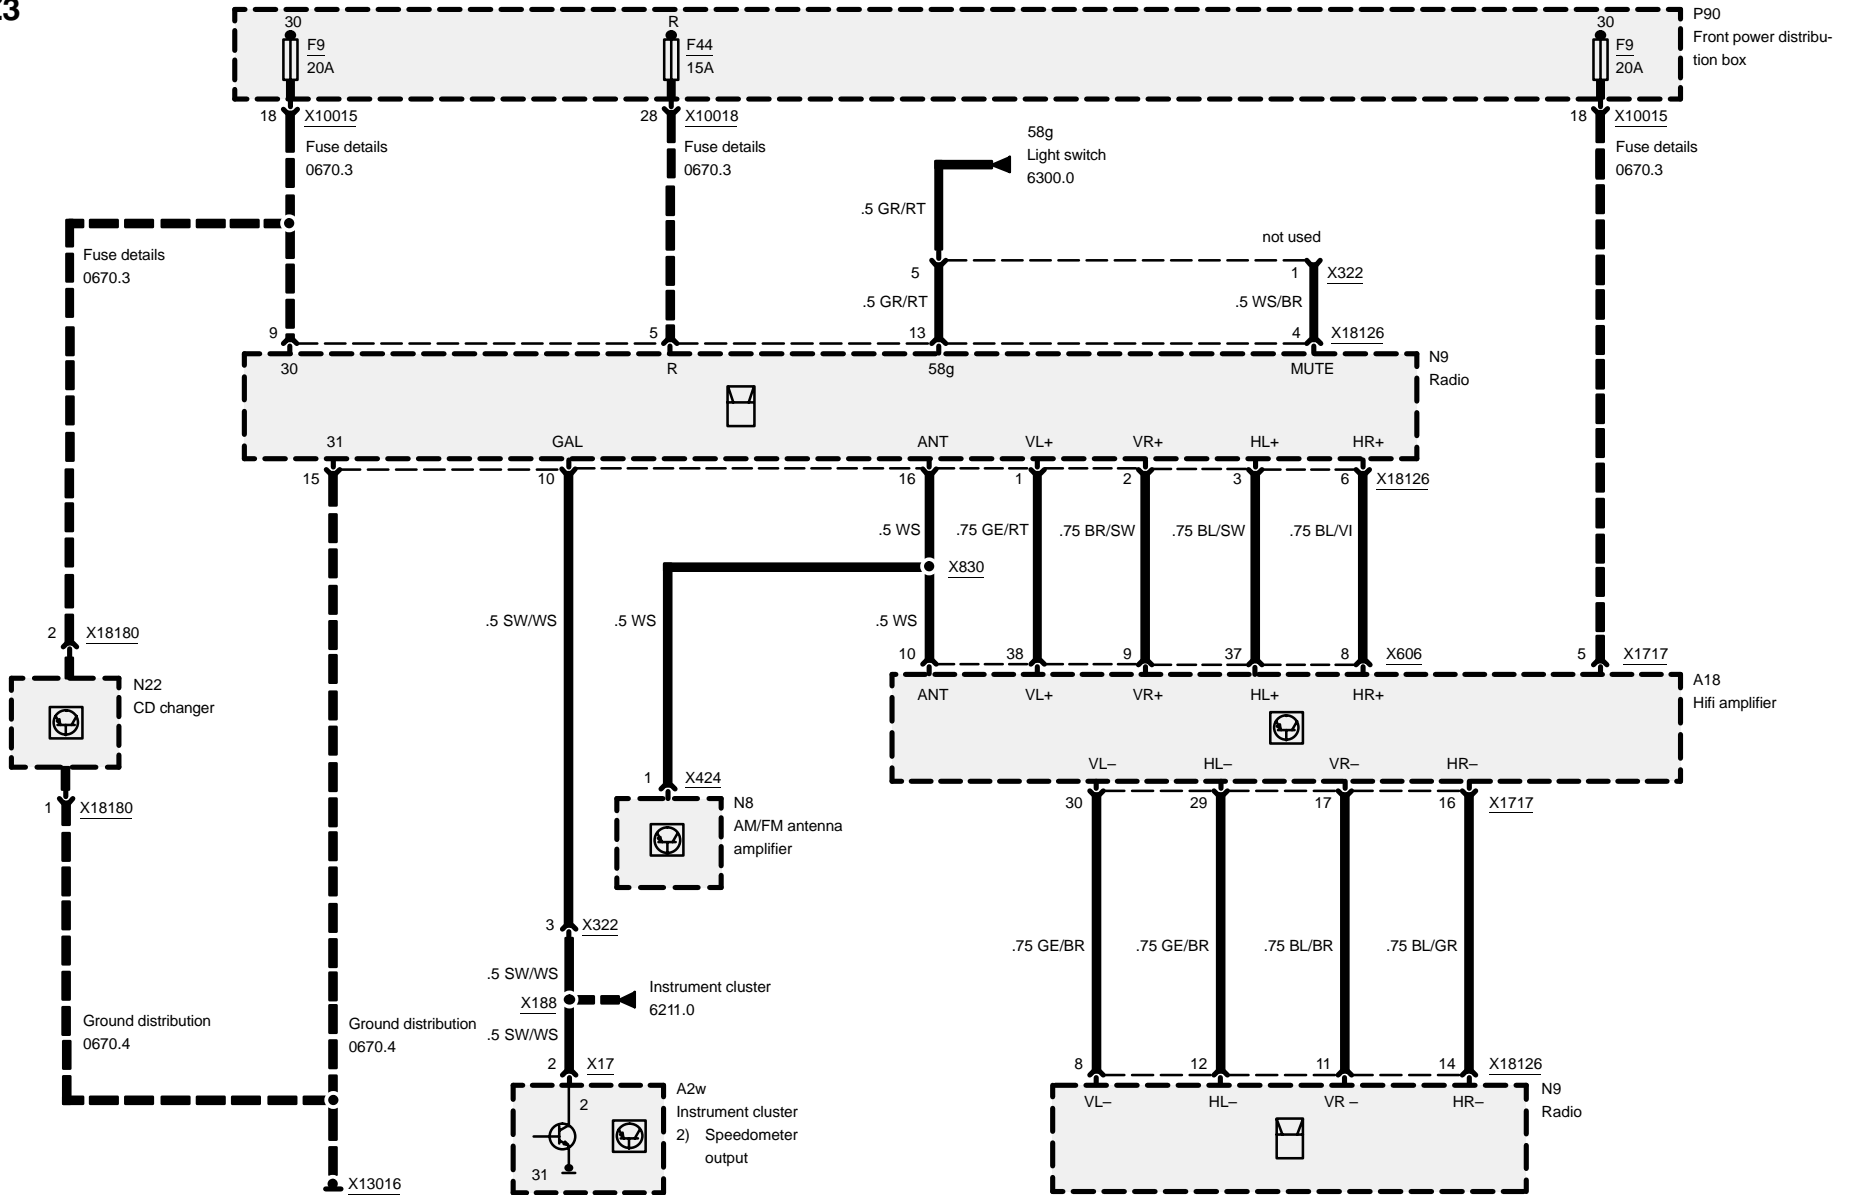 30
R
30
P90
F9
F44
F9
Front power distribu-
20A
15A
20A
tion box
18
X10015
28
X10018
18
X10015
58g
Fuse details
Fuse details
Light switch
Fuse details
0670.3
0670.3
6300.0
0670.3
.5 GR/RT
not used
Fuse details
0670.3
5
1
X322
.5 GR/RT
.5 WS/BR
9
5
13
4
X18126
N9
Radio
30
R
58g
MUTE
31
GAL
ANT
VL+
VR+
HL+
HR+
15
10
16
1
2
3
6
X18126
.5 WS
.75 GE/RT
.75 BR/SW
.75 BL/SW
.75 BL/VI
X830
.5 SW/WS
.5 WS
.5 WS
2
X18180
10
38
9
37
8
X606
5
X1717
N22
CD changer
A18
Hifi amplifier
ANT
VL+
VR+
HL+
HR+
VL–
HL–
VR–
HR–
1
X424
1
X18180
N8
AM/FM antenna
amplifier
30
29
17
16
X1717
3
X322
.75 GE/BR
.75 GE/BR
.75 BL/BR
.75 BL/GR
.5 SW/WS
X188
Instrument cluster
6211.0
Ground distribution
0670.4
Ground distribution
0670.4
.5 SW/WS
2
X17
8
12
11
14
X18126
A2w
Instrument cluster
2) Speedometer
output
2
31
N9
Radio
VL–
HL–
VR –
HR–
X13016